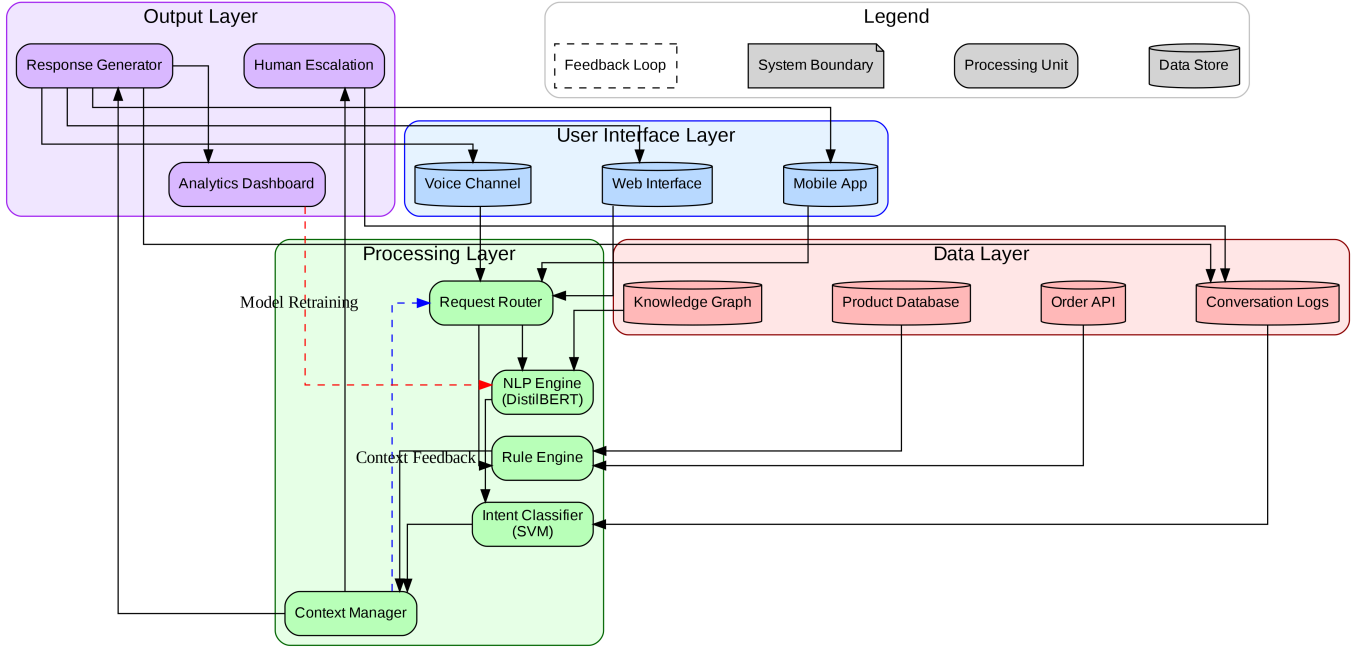 Output Layer
Response Generator
Human Escalation
Analytics Dashboard
Legend
Feedback Loop
System Boundary
Processing Unit
Data Store
User Interface Layer
Voice Channel
Web Interface
Mobile App
Processing Layer
Request Router
Model Retraining
NLP Engine
(DistilBERT)
Context Feedback
Rule Engine
Intent Classifier
(SVM)
Context Manager
Data Layer
Knowledge Graph
Product Database
Order API
Conversation Logs